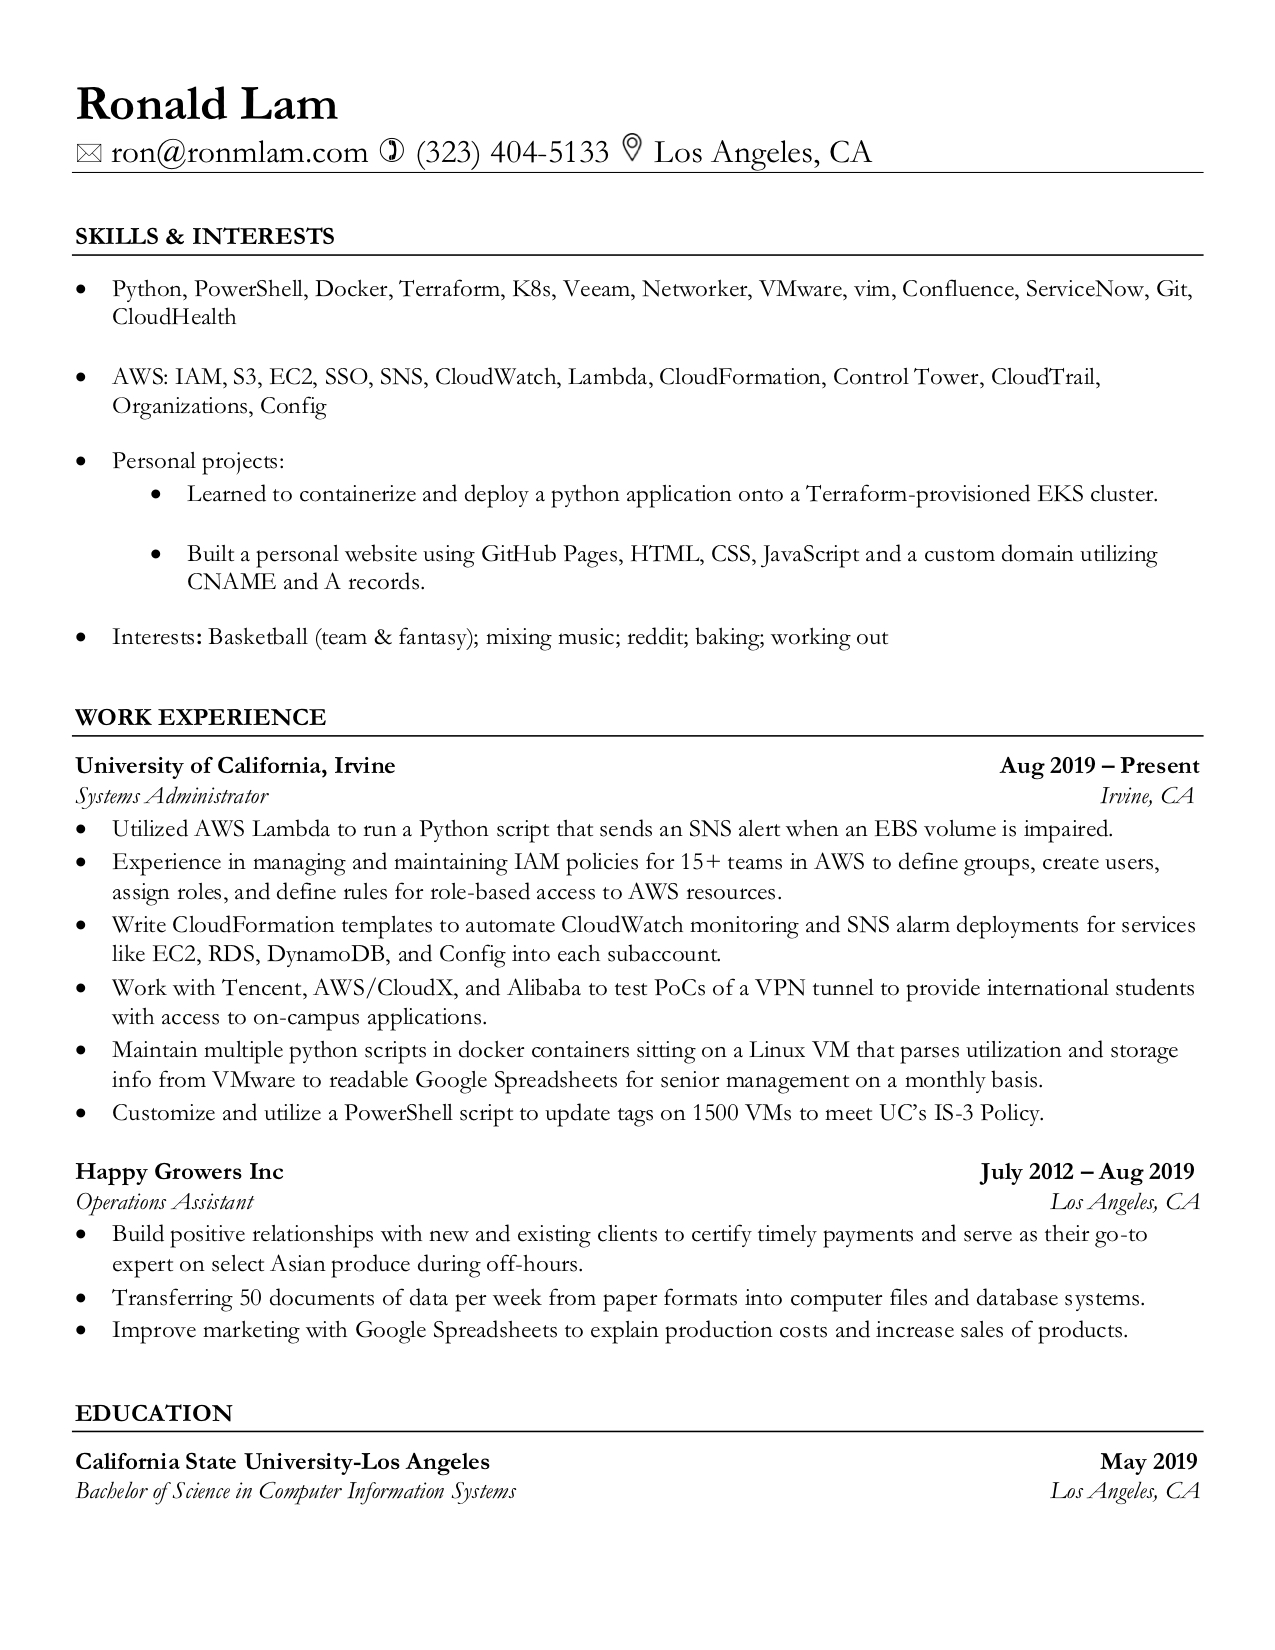 Ronald Lam
ron@ronmlam.com (323) 404-5133 Los Angeles, CA
SKILLS & INTERESTS
• Python, PowerShell, Docker, Terraform, K8s, Veeam, Networker, VMware, vim, Confluence, ServiceNow, Git,
CloudHealth
• AWS: IAM, S3, EC2, SSO, SNS, CloudWatch, Lambda, CloudFormation, Control Tower, CloudTrail,
Organizations, Config
• Personal projects:
• Learned to containerize and deploy a python application onto a Terraform-provisioned EKS cluster.
• Built a personal website using GitHub Pages, HTML, CSS, JavaScript and a custom domain utilizing
CNAME and A records.
• Interests: Basketball (team & fantasy); mixing music; reddit; baking; working out
WORK EXPERIENCE
University of California, Irvine Aug 2019 – Present
Systems Administrator Irvine, CA
• Utilized AWS Lambda to run a Python script that sends an SNS alert when an EBS volume is impaired.
• Experience in managing and maintaining IAM policies for 15+ teams in AWS to define groups, create users,
assign roles, and define rules for role-based access to AWS resources.
• Write CloudFormation templates to automate CloudWatch monitoring and SNS alarm deployments for services
like EC2, RDS, DynamoDB, and Config into each subaccount.
• Work with Tencent, AWS/CloudX, and Alibaba to test PoCs of a VPN tunnel to provide international students
with access to on-campus applications.
• Maintain multiple python scripts in docker containers sitting on a Linux VM that parses utilization and storage
info from VMware to readable Google Spreadsheets for senior management on a monthly basis.
• Customize and utilize a PowerShell script to update tags on 1500 VMs to meet UC’s IS-3 Policy.
Happy Growers Inc July 2012 – Aug 2019
Operations Assistant Los Angeles, CA
• Build positive relationships with new and existing clients to certify timely payments and serve as their go-to
expert on select Asian produce during off-hours.
• Transferring 50 documents of data per week from paper formats into computer files and database systems.
• Improve marketing with Google Spreadsheets to explain production costs and increase sales of products.
EDUCATION
California State University-Los Angeles May 2019
Bachelor of Science in Computer Information Systems Los Angeles, CA